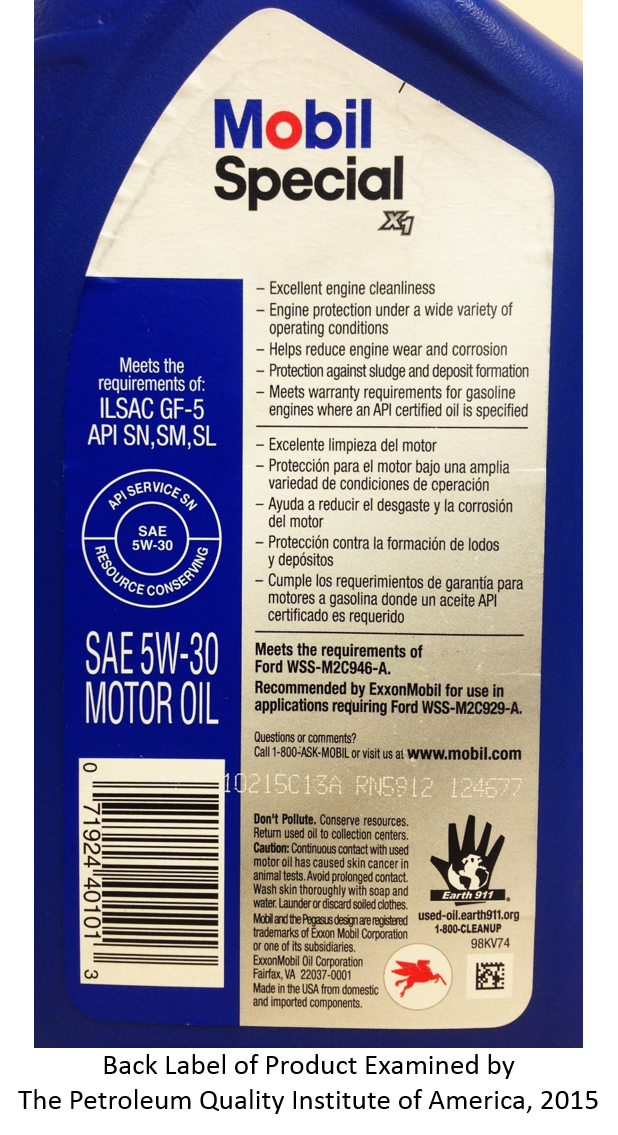 Mobil
Special
X1
Meets the
requirements of:
ILSAC GF-5
API SN,SM,SL
API SERVICE SN
SAE
5W-30
RESOURCE CONSERVING
SAE 5W-30
MOTOR OIL
0 71924 40101 3
– Excellent engine cleanliness
– Engine protection under a wide variety of
operating conditions
– Helps reduce engine wear and corrosion
– Protection against sludge and deposit formation
– Meets warranty requirements for gasoline
engines where an API certified oil is specified
– Excelente limpieza del motor
– Protección para el motor bajo una amplia
variedad de condiciones de operación
– Ayuda a reducir el desgaste y la corrosión
del motor
– Protección contra la formación de lodos
y depósitos
– Cumple los requerimientos de garantía para
motores a gasolina donde un aceite API
certificado es requerido
Meets the requirements of
Ford WSS-M2C946-A.
Recommended by ExxonMobil for use in
applications requiring Ford WSS-M2C929-A.
Questions or comments?
Call 1-800-ASK-MOBIL or visit us at www.mobil.com
10215C13A RN5912 124677
Don't Pollute. Conserve resources.
Return used oil to collection centers.
Caution: Continuous contact with used
motor oil has caused skin cancer in
animal tests. Avoid prolonged contact.
Wash skin thoroughly with soap and
water. Launder or discard soiled clothes.
Mobil and the Pegasus design are registered
trademarks of Exxon Mobil Corporation
or one of its subsidiaries.
ExxonMobil Oil Corporation
Fairfax, VA 22037-0001
Made in the USA from domestic
and imported components.
Earth 911
used-oil.earth911.org
1-800-CLEANUP
98KV74
Back Label of Product Examined by
The Petroleum Quality Institute of America, 2015